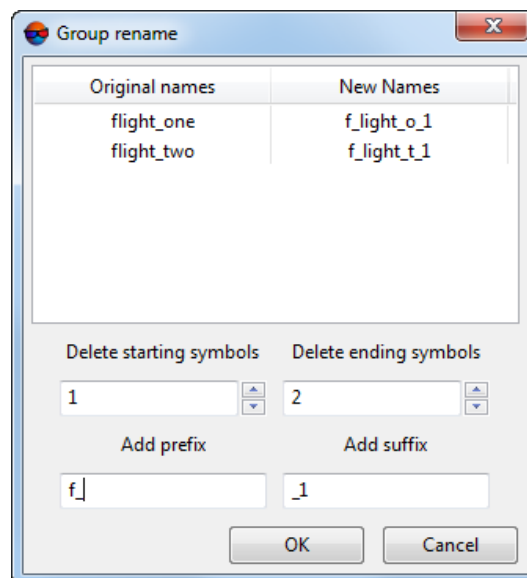 Group rename
Original names New Names
flight_one f_light_o_1
flight_two f_light_t_1
Delete starting symbols Delete ending symbols
1 2
Add prefix Add suffix
f_ _1
OK Cancel